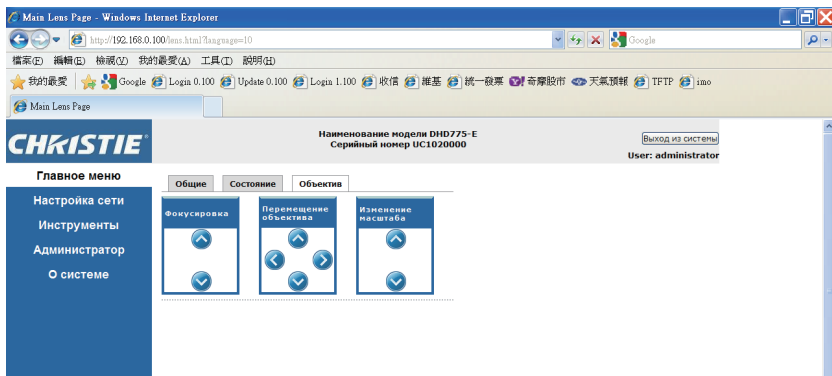 Main Lens Page - Windows Internet Explorer
http://192.168.0.100/lens.html?language=10
Google
檔案(F) 編輯(E) 檢視(V) 我的最愛(A) 工具(T) 說明(H)
我的最愛 Google Login 0.100 Update 0.100 Login 1.100 收信 維基 統一發票 奇摩股市 天氣預報 TFTP imo
Main Lens Page
CHRISTIE®
Наименование модели DHD775-E
Серийный номер UC1020000
Выход из системы
User: administrator
Главное меню
Настройка сети
Инструменты
Администратор
О системе
Общие Состояние Объектив
Фокусировка
Перемещение объектива
Изменение масштаба